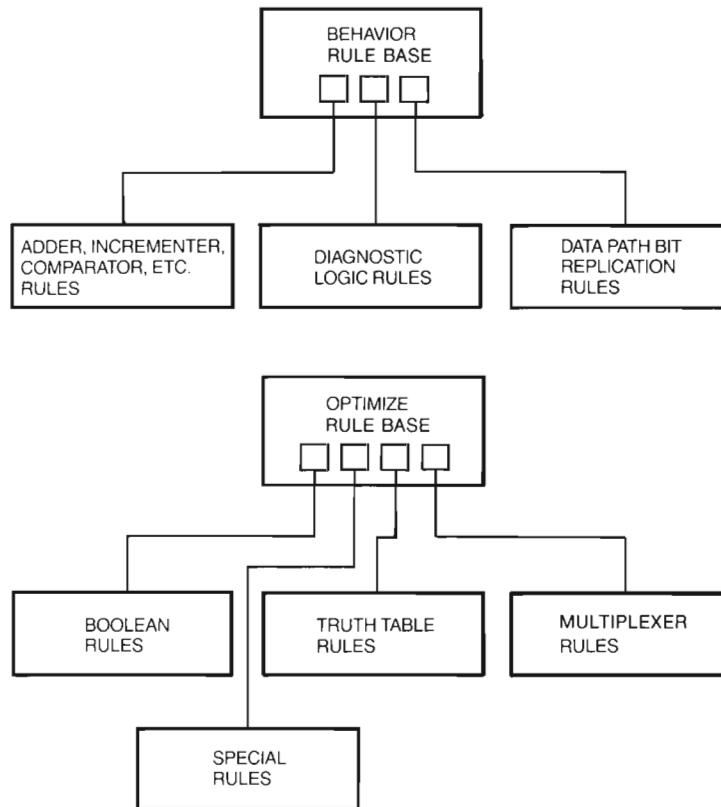 BEHAVIOR
RULE BASE
ADDER, INCREMENTER,
COMPARATOR, ETC.
RULES
DIAGNOSTIC
LOGIC RULES
DATA PATH BIT
REPLICATION
RULES
OPTIMIZE
RULE BASE
BOOLEAN
RULES
TRUTH TABLE
RULES
MULTIPLEXER
RULES
SPECIAL
RULES